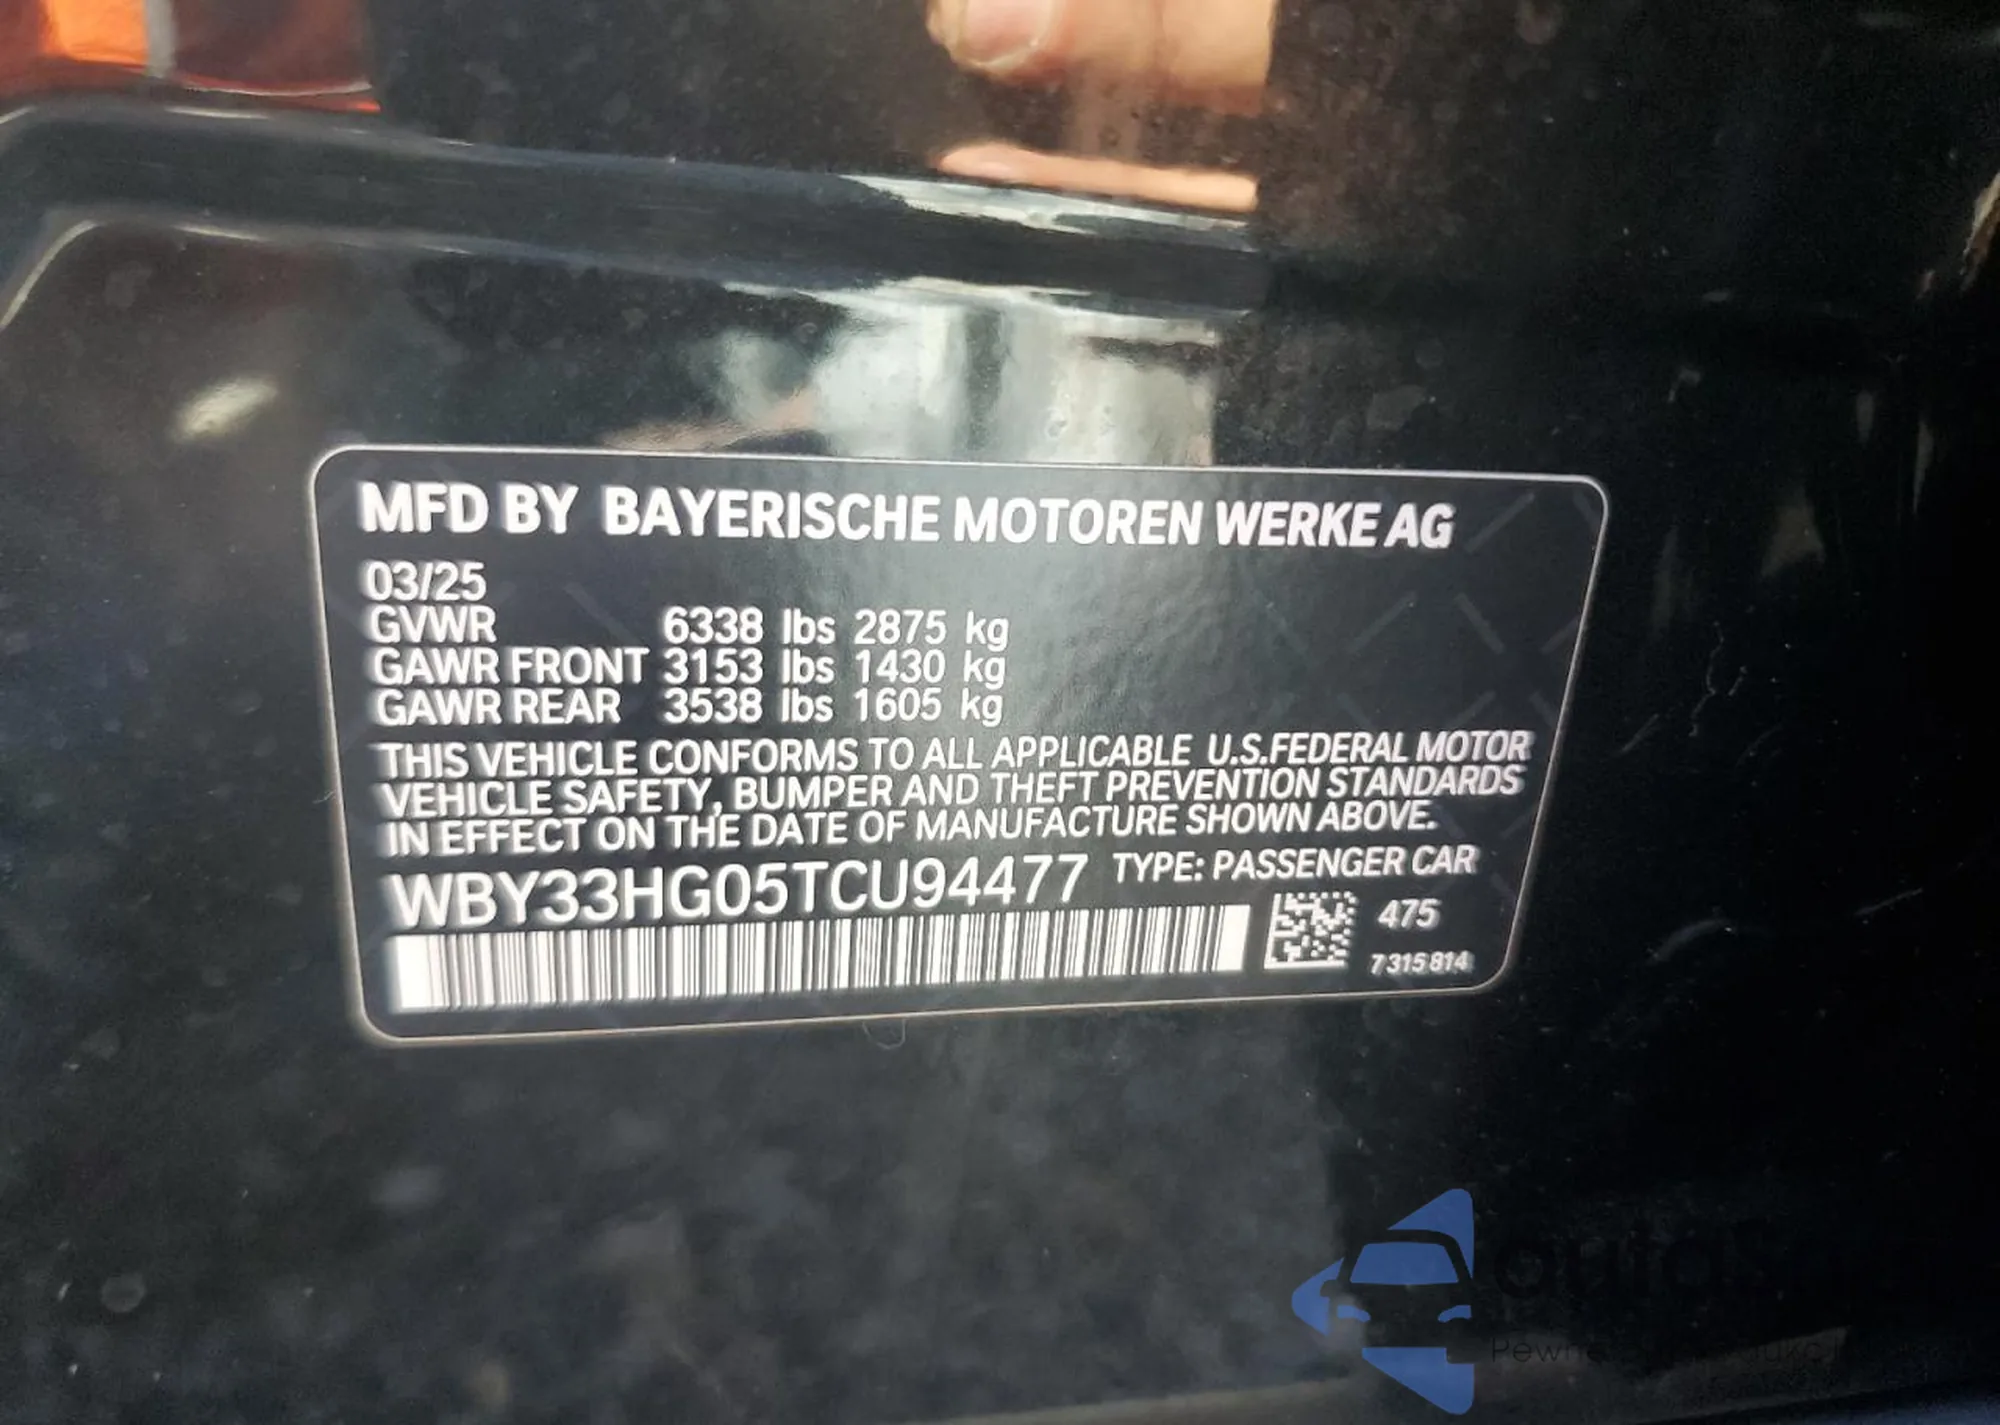 MFD BY BAYERISCHE MOTOREN WERKE AG
03/25
GVWR 6338 lbs 2875 kg
GAWR FRONT 3153 lbs 1430 kg
GAWR REAR 3538 lbs 1605 kg
THIS VEHICLE CONFORMS TO ALL APPLICABLE U.S.FEDERAL MOTOR
VEHICLE SAFETY, BUMPER AND THEFT PREVENTION STANDARDS
IN EFFECT ON THE DATE OF MANUFACTURE SHOWN ABOVE.
WBY33HG05TCU94477 TYPE: PASSENGER CAR
475
7315814